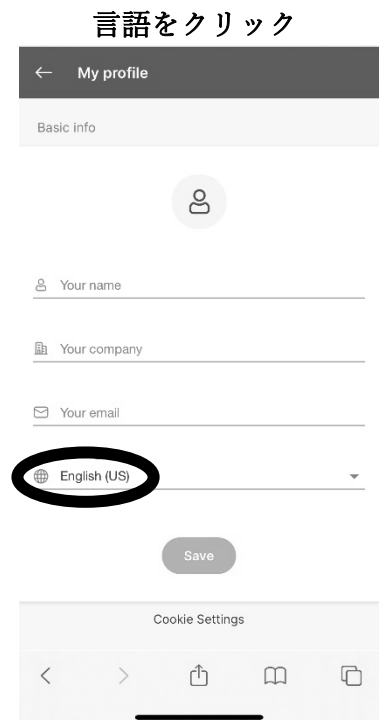 言語をクリック
My profile
Basic info
Your name
Your company
Your email
English (US)
Save
Cookie Settings